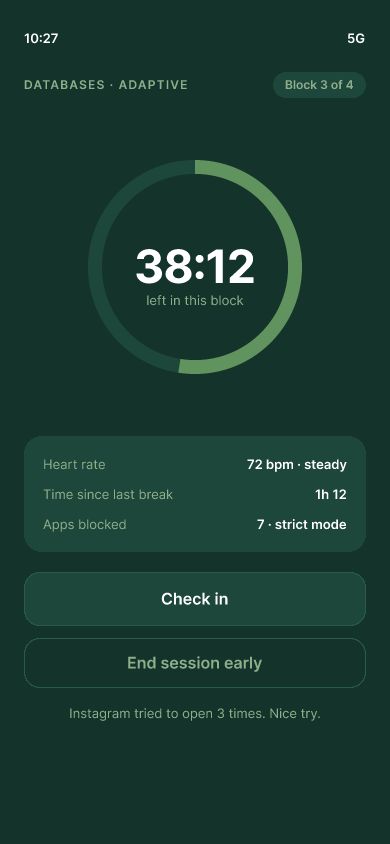 10:27 5G
DATABASES · ADAPTIVE Block 3 of 4
38:12
left in this block
Heart rate 72 bpm · steady
Time since last break 1h 12
Apps blocked 7 · strict mode
Check in
End session early
Instagram tried to open 3 times. Nice try.